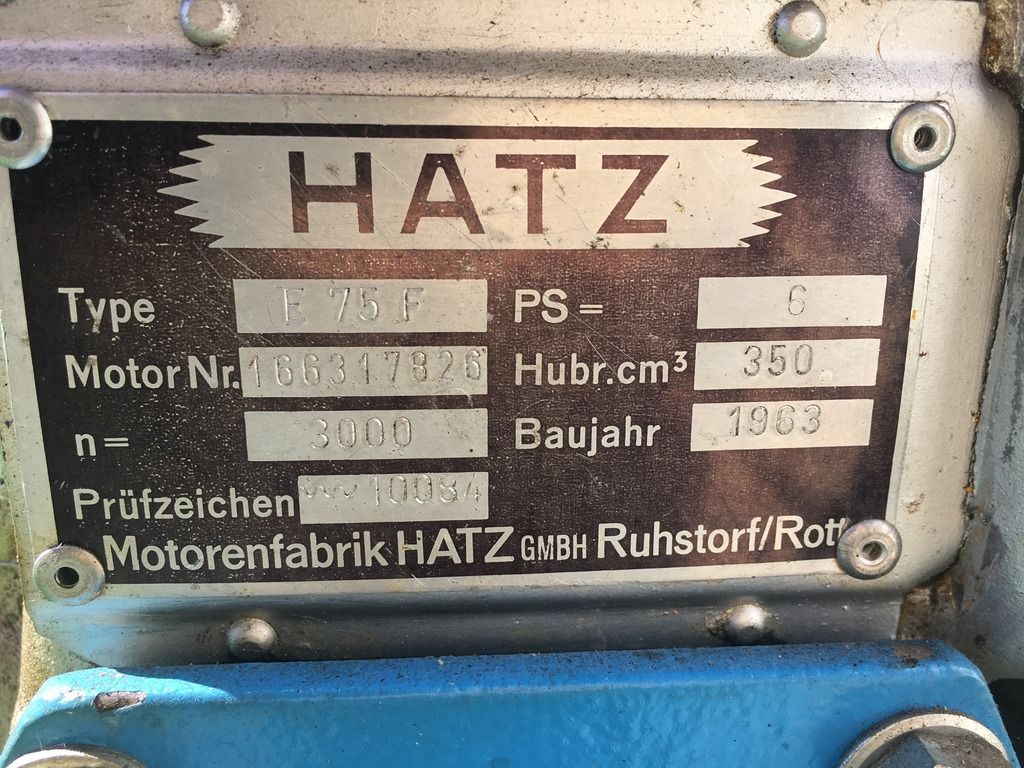 HATZ
Type E 75 F PS = 6
Motor Nr. 166317826 Hubr. cm³ 350
n = 3000 Baujahr 1963
Prüfzeichen ~~ 10084
Motorenfabrik HATZ GMBH Ruhstorf/Rott